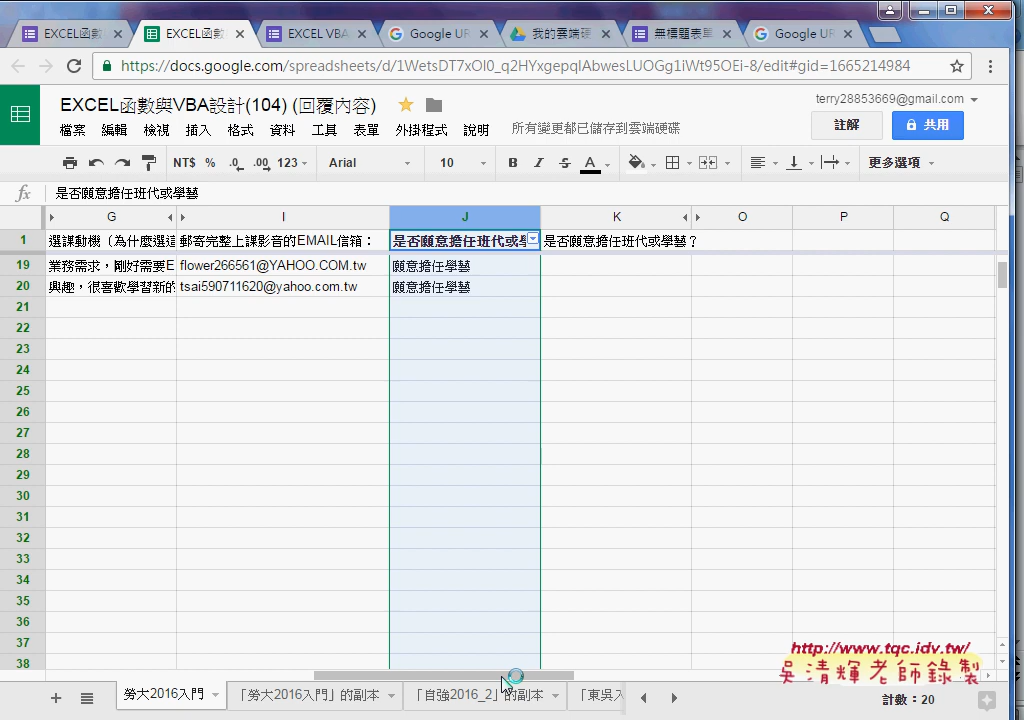 EXCEL函數
EXCEL函數
EXCEL VBA
Google UR
我的雲端硬
無標題表單
Google UR
https://docs.google.com/spreadsheets/d/1WetsDT7xOl0_q2HYxgepqIAbwesLUOGg1iWt95OEi-8/edit#gid=1665214984
EXCEL函數與VBA設計(104) (回覆內容)
terry28853669@gmail.com
檔案 編輯 檢視 插入 格式 資料 工具 表單 外掛程式 說明 所有變更都已儲存到雲端硬碟
註解 共用
NT$ % .0 .00 123 Arial 10 B I S A 更多選項
fx 是否願意擔任班代或學藝
G I J K O P Q
1 選課動機（為什麼選這 郵寄完整上課影音的EMAIL信箱： 是否願意擔任班代或學 是否願意擔任班代或學藝？
19 業務需求，剛好需要E flower266561@YAHOO.COM.tw 願意擔任學藝
20 興趣，很喜歡學習新的 tsai590711620@yahoo.com.tw 願意擔任學藝
21
22
23
24
25
26
27
28
29
30
31
32
33
34
35
36
37
38
http://www.tqc.idv.tw/
吳清輝老師錄製
勞大2016入門 「勞大2016入門」的副本 「自強2016_2」的副本 「東吳入
計數：20